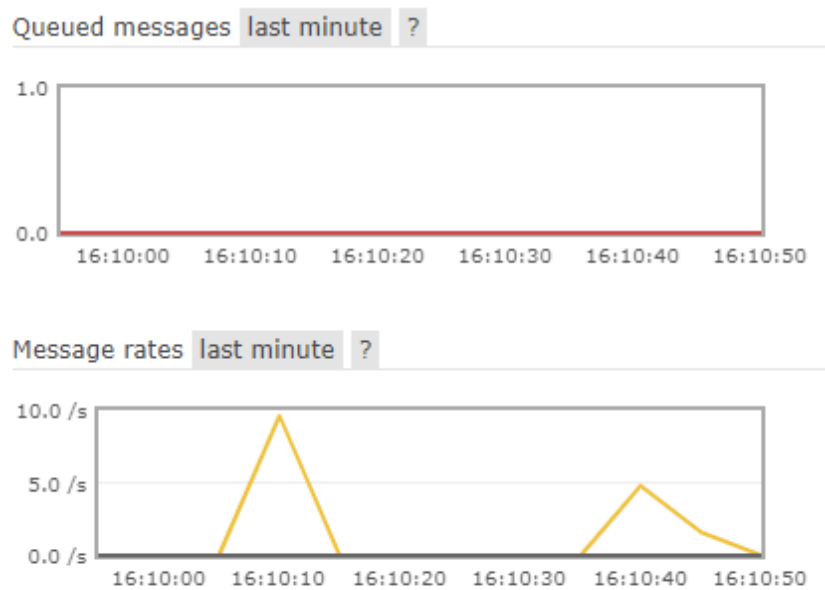 Queued messages last minute ?
1.0
0.0
16:10:00 16:10:10 16:10:20 16:10:30 16:10:40 16:10:50
Message rates last minute ?
10.0 /s
5.0 /s
0.0 /s
16:10:00 16:10:10 16:10:20 16:10:30 16:10:40 16:10:50